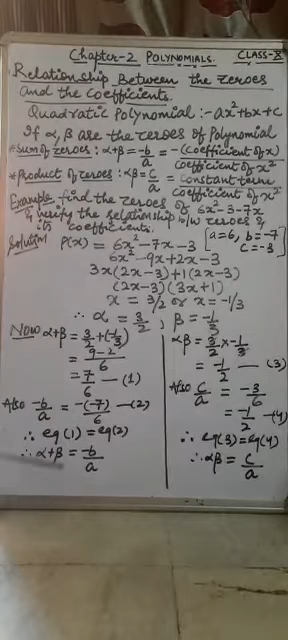 Chapter-2 POLYNOMIALS. CLASS-X
Relationship Between the zeroes
and the coefficients.
Quadratic Polynomial :- ax²+bx+c
If α, β are the zeroes of Polynomial
*Sum of zeroes : α+β = -b/a = -(coefficient of x)/coefficient of x²
*Product of zeroes : αβ = c/a = constant term/coefficient of x²
Example find the zeroes of 6x²-3-7x
& verify the relationship b/w zeroes &
its coefficients.
[a=6, b=-7
c=-3]
Solution P(x) = 6x²-7x-3
6x²-9x+2x-3
3x(2x-3)+1(2x-3)
(2x-3)(3x+1)
x = 3/2 or x = -1/3
∴ α = 3/2, β = -1/3
Now α+β = 3/2+(-1/3)
= 9-2/6
= 7/6 -(1)
Also -b/a = -(-7)/6 -(2)
∴ eq(1) = eq(2)
∴ α+β = -b/a
αβ = 3/2 x -1/3
= -1/2 -(3)
Also c/a = -3/6
= -1/2 -(4)
∴ eq(3) = eq(4)
∴ αβ = c/a